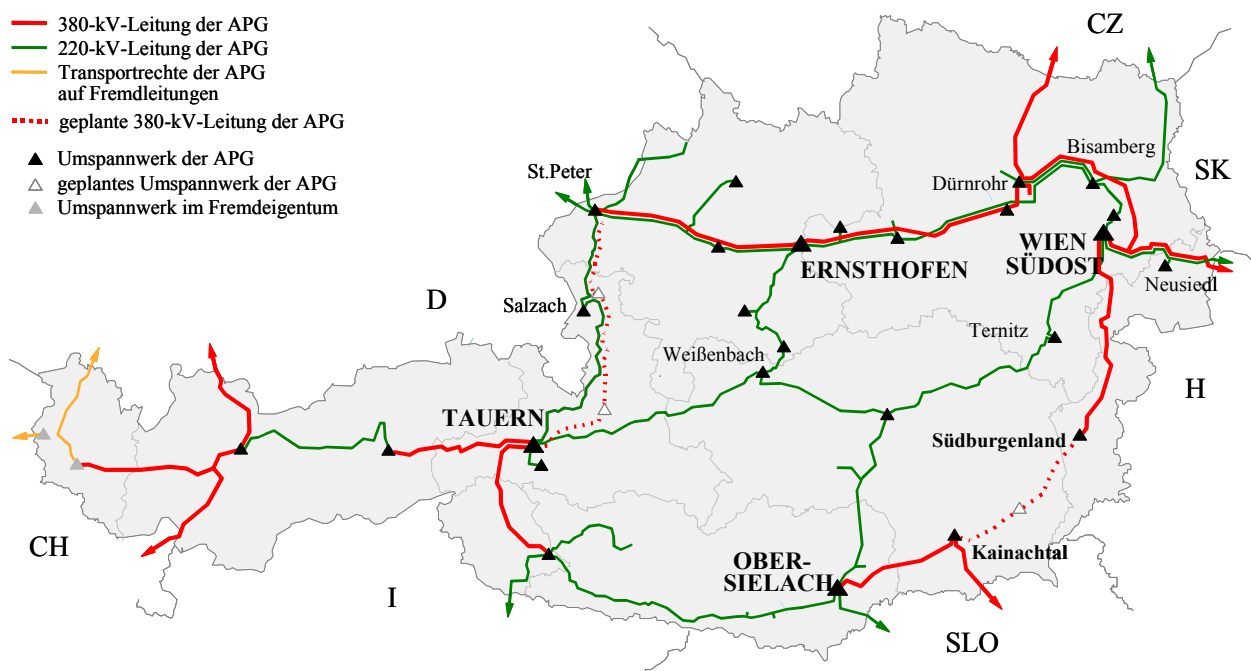 380-kV-Leitung der APG
220-kV-Leitung der APG
Transportrechte der APG
auf Fremdleitungen
geplante 380-kV-Leitung der APG
Umspannwerk der APG
geplantes Umspannwerk der APG
Umspannwerk im Fremdeigentum
CZ
Bisamberg
SK
St.Peter
Dürnrohr
WIEN
SÜDOST
ERNSTHOFEN
Neusiedl
D
Salzach
Ternitz
Weißenbach
H
TAUERN
Südburgenland
CH
Kainachtal
OBER-
SIELACH
I
SLO